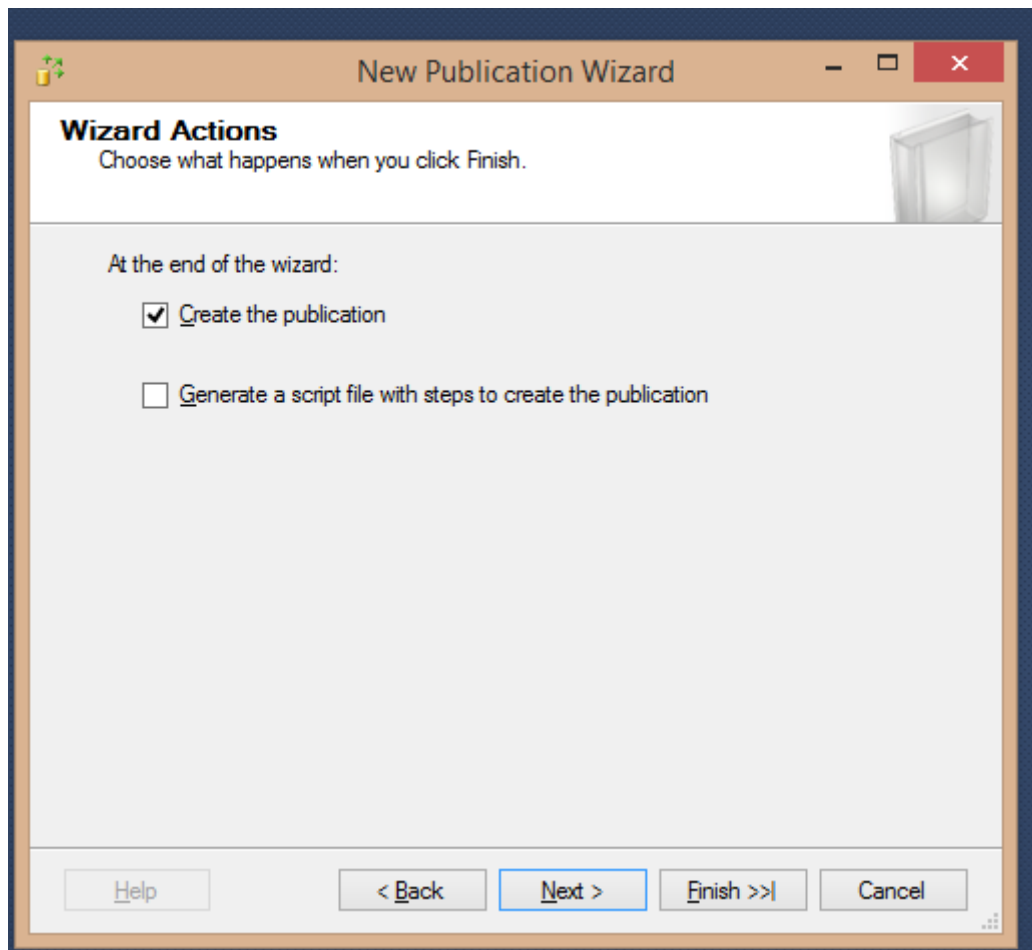 New Publication Wizard
Wizard Actions
Choose what happens when you click Finish.
At the end of the wizard:
Create the publication
Generate a script file with steps to create the publication
Help
< Back
Next >
Finish >>|
Cancel